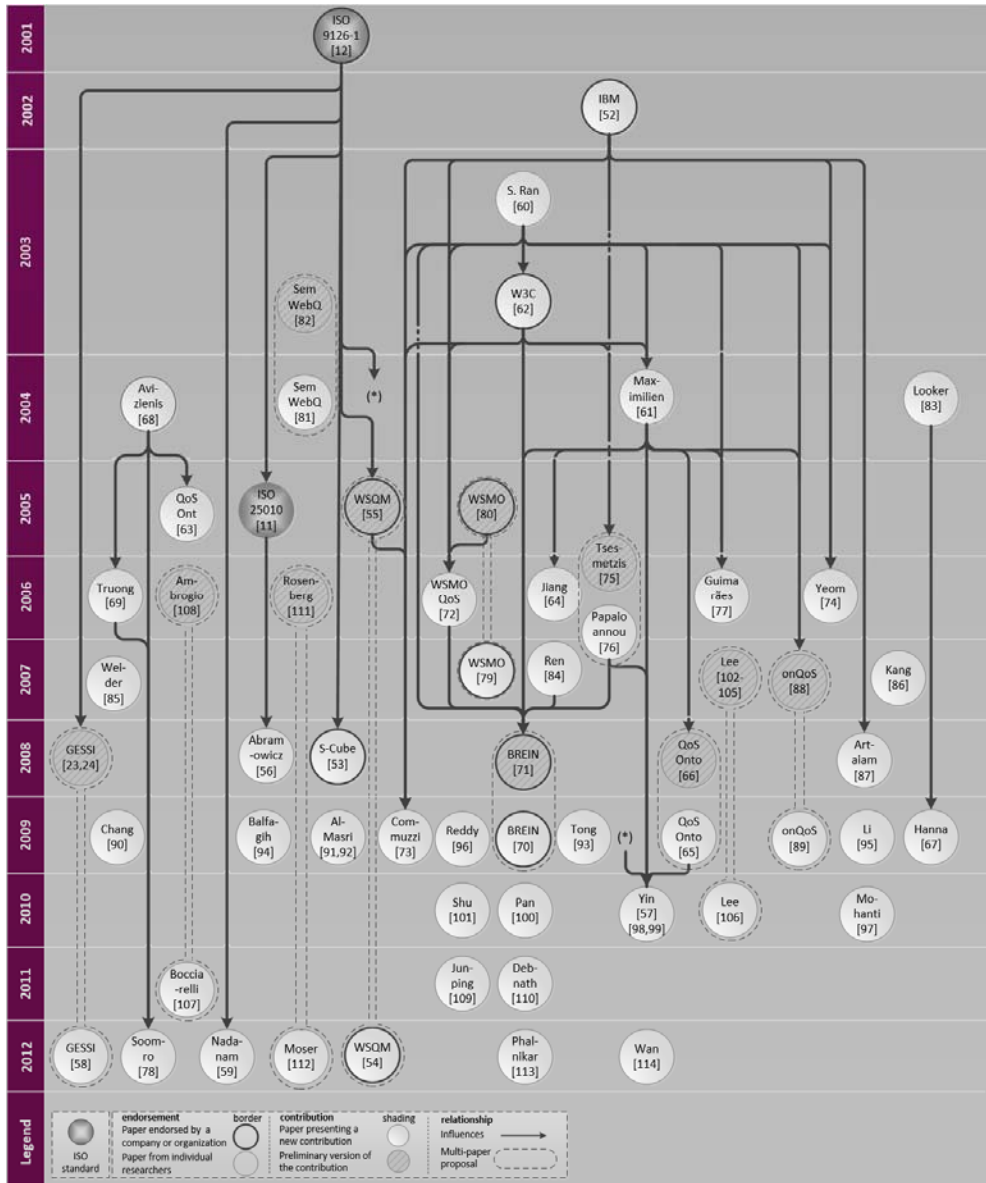 2001
ISO
9126-1
[12]
2002
IBM
[52]
2003
S. Ran
[60]
W3C
[62]
Sem
WebQ
[82]
2004
Sem
WebQ
[81]
(*)
Avi-
zienis
[68]
Max-
imilien
[61]
Looker
[83]
2005
QoS
Ont
[63]
ISO
25010
[11]
WSQM
[55]
WSMO
[80]
Tses-
metzis
[75]
2006
Truong
[69]
Am-
brogio
[108]
Rosen-
berg
[111]
WSMO
QoS
[72]
Jiang
[64]
Papaio
annou
[76]
Guima
rães
[77]
Yeom
[74]
2007
Wei-
der
[85]
WSMO
[79]
Ren
[84]
Lee
[102-
105]
onQoS
[88]
Kang
[86]
2008
GESSI
[23,24]
Abram
-owicz
[56]
S-Cube
[53]
BREIN
[71]
QoS
Onto
[66]
Art-
alam
[87]
2009
Chang
[90]
Balfa-
gih
[94]
Al-
Masri
[91,92]
Com-
muzzi
[73]
Reddy
[96]
BREIN
[70]
Tong
[93]
(*)
QoS
Onto
[65]
onQoS
[89]
Li
[95]
Hanna
[67]
2010
Shu
[101]
Pan
[100]
Yin
[57]
[98,99]
Lee
[106]
Mo-
hanti
[97]
2011
Boccia
-relli
[107]
Jun-
ping
[109]
Deb-
nath
[110]
2012
GESSI
[58]
Soom-
ro
[78]
Nada-
nam
[59]
Moser
[112]
WSQM
[54]
Phal-
nikar
[113]
Wan
[114]
Legend
ISO
standard
endorsement border
Paper endorsed by a
company or organization
Paper from individual
researchers
contribution shading
Paper presenting a
new contribution
Preliminary version of
the contribution
relationship
Influences
Multi-paper
proposal